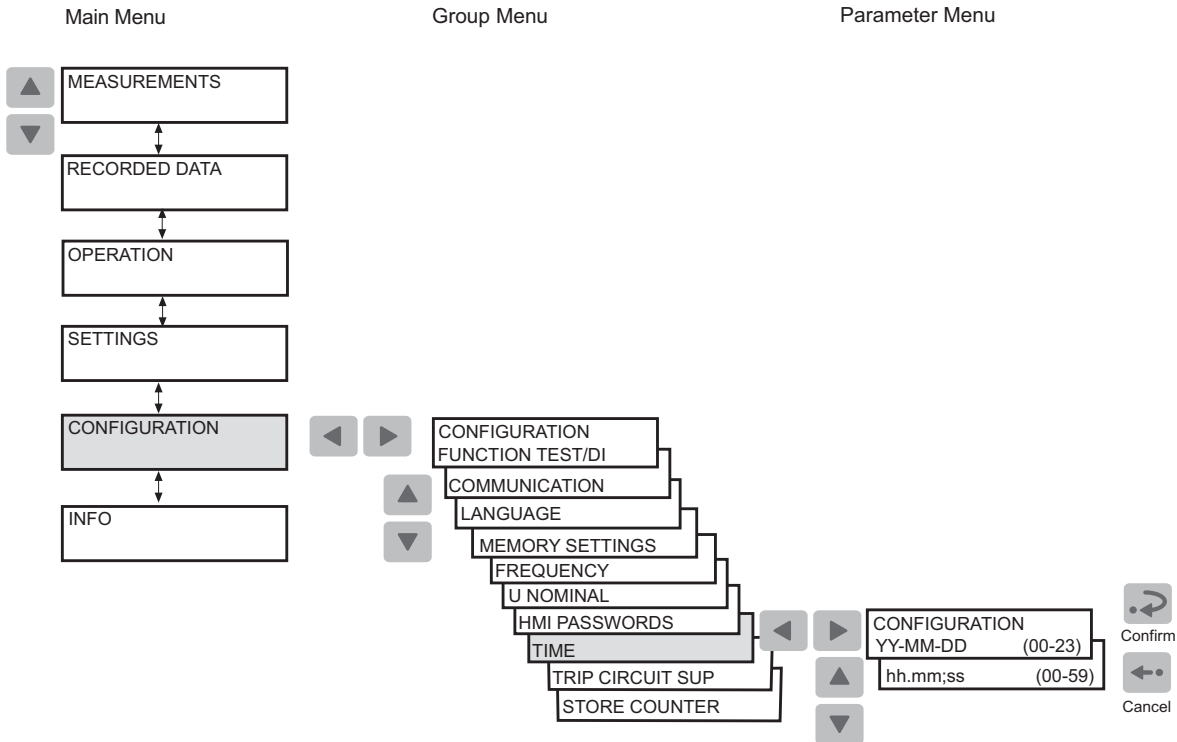 Main Menu
Group Menu
Parameter Menu
MEASUREMENTS
RECORDED DATA
OPERATION
SETTINGS
CONFIGURATION
INFO
CONFIGURATION
FUNCTION TEST/DI
COMMUNICATION
LANGUAGE
MEMORY SETTINGS
FREQUENCY
U NOMINAL
HMI PASSWORDS
TIME
TRIP CIRCUIT SUP
STORE COUNTER
CONFIGURATION
YY-MM-DD (00-23)
hh.mm;ss (00-59)
Confirm
Cancel